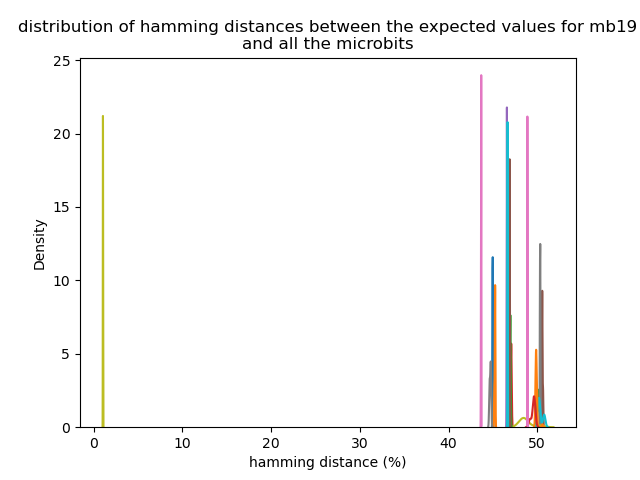 distribution of hamming distances between the expected values for mb19
and all the microbits
25
20
15
10
5
0
Density
0 10 20 30 40 50
hamming distance (%)